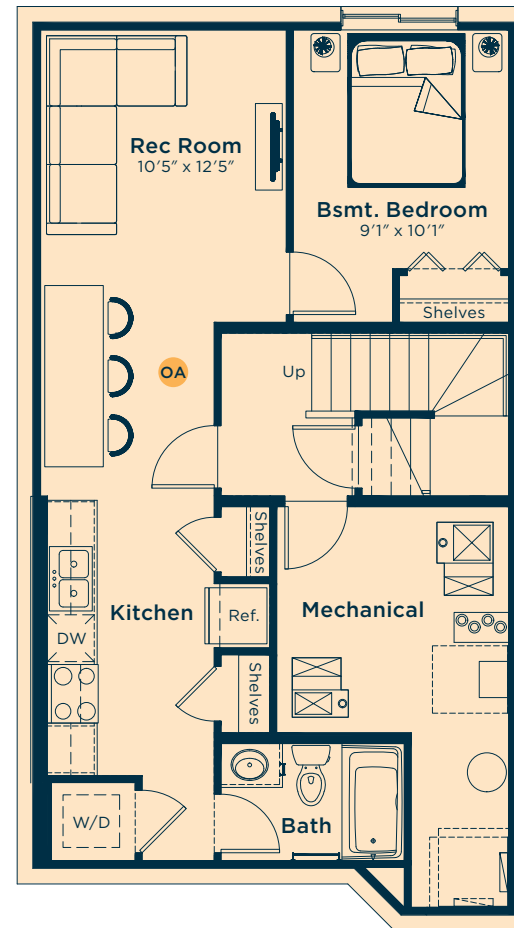 Rec Room
10'5" x 12'5"
Bsmt. Bedroom
9'1" x 10'1"
Shelves
OA
Up
Shelves
Kitchen
Ref.
Mechanical
DW
Shelves
W/D
Bath